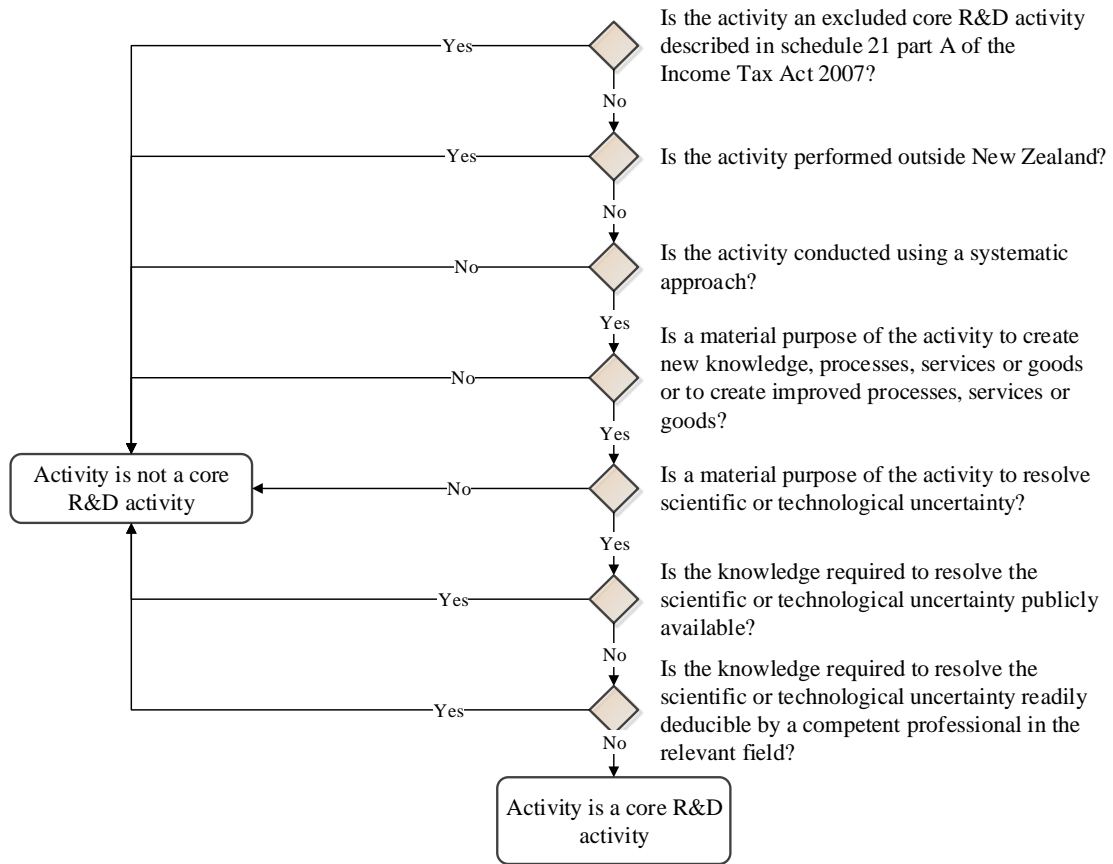 Is the activity an excluded core R&D activity
described in schedule 21 part A of the
Income Tax Act 2007?
Yes
No
Is the activity performed outside New Zealand?
Yes
No
Is the activity conducted using a systematic
approach?
No
Yes
Is a material purpose of the activity to create
new knowledge, processes, services or goods
or to create improved processes, services or
goods?
No
Yes
Activity is not a core
R&D activity
Is a material purpose of the activity to resolve
scientific or technological uncertainty?
No
Yes
Is the knowledge required to resolve the
scientific or technological uncertainty publicly
available?
Yes
No
Is the knowledge required to resolve the
scientific or technological uncertainty readily
deducible by a competent professional in the
relevant field?
Yes
No
Activity is a core R&D
activity